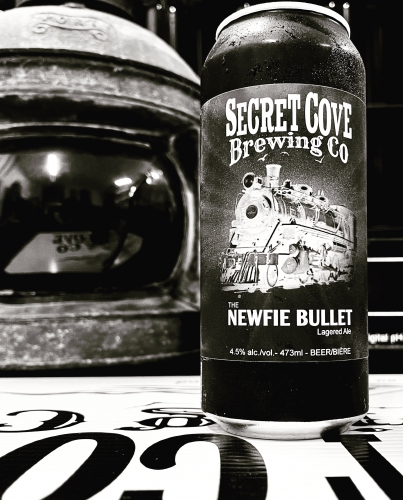 SECRET COVE
Brewing Co
THE
NEWFIE BULLET
Lagered Ale
4.5% alc./vol.- 473ml - BEER/BIÈRE